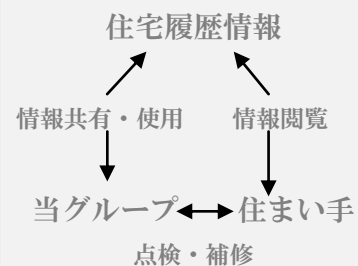 住宅履歴情報
情報共有・使用 情報閲覧
当グループ 住まい手
点検・補修